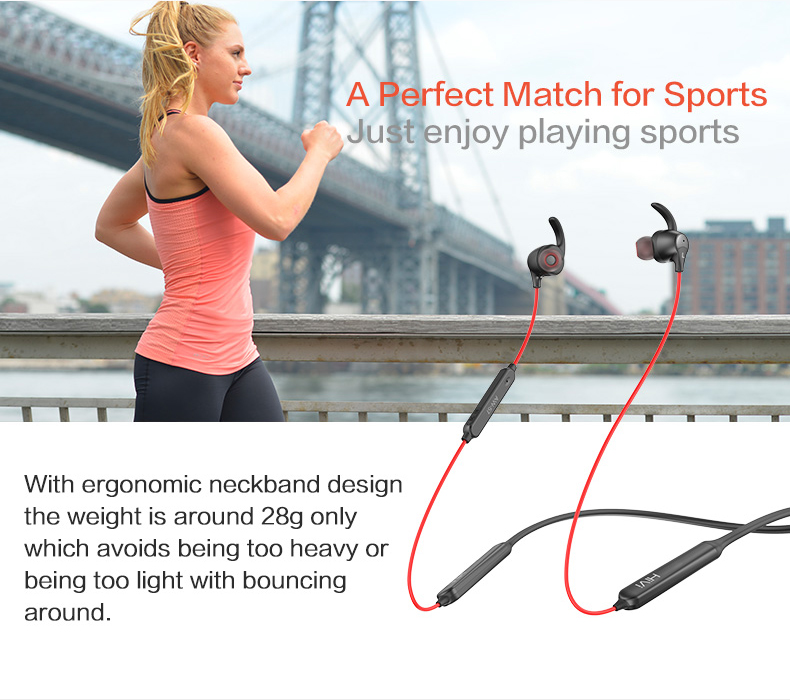 A Perfect Match for Sports
Just enjoy playing sports
HiVi
With ergonomic neckband design
the weight is around 28g only
which avoids being too heavy or
being too light with bouncing
around.